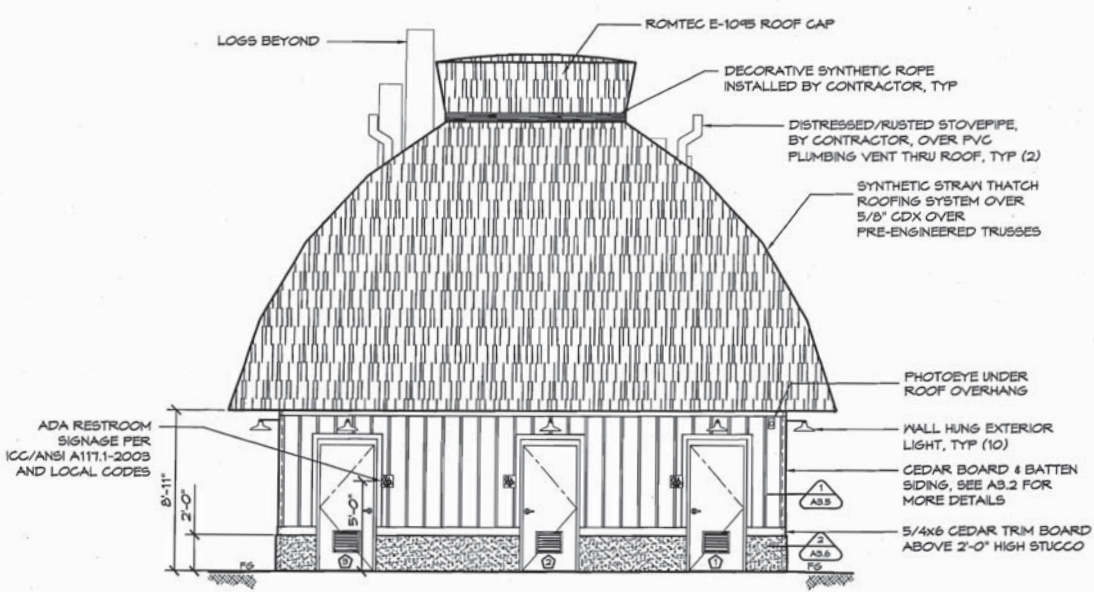 LOGS BEYOND
ROMTEC E-1095 ROOF CAP
DECORATIVE SYNTHETIC ROPE
INSTALLED BY CONTRACTOR, TYP
DISTRESSED/RUSTED STOVEPIPE,
BY CONTRACTOR, OVER PVC
PLUMBING VENT THRU ROOF, TYP (2)
SYNTHETIC STRAW THATCH
ROOFING SYSTEM OVER
5/8" CDX OVER
PRE-ENGINEERED TRUSSES
PHOTOEYE UNDER
ROOF OVERHANG
ADA RESTROOM
SIGNAGE PER
ICC/ANSI A117.1-2003
AND LOCAL CODES
WALL HUNG EXTERIOR
LIGHT, TYP (10)
CEDAR BOARD & BATTEN
SIDING, SEE A3.2 FOR
MORE DETAILS
1
A3.5
5/4x6 CEDAR TRIM BOARD
ABOVE 2'-0" HIGH STUCCO
2
A3.6
8'-11"
2'-0"
5'-0"
FG
3
2
1
FG